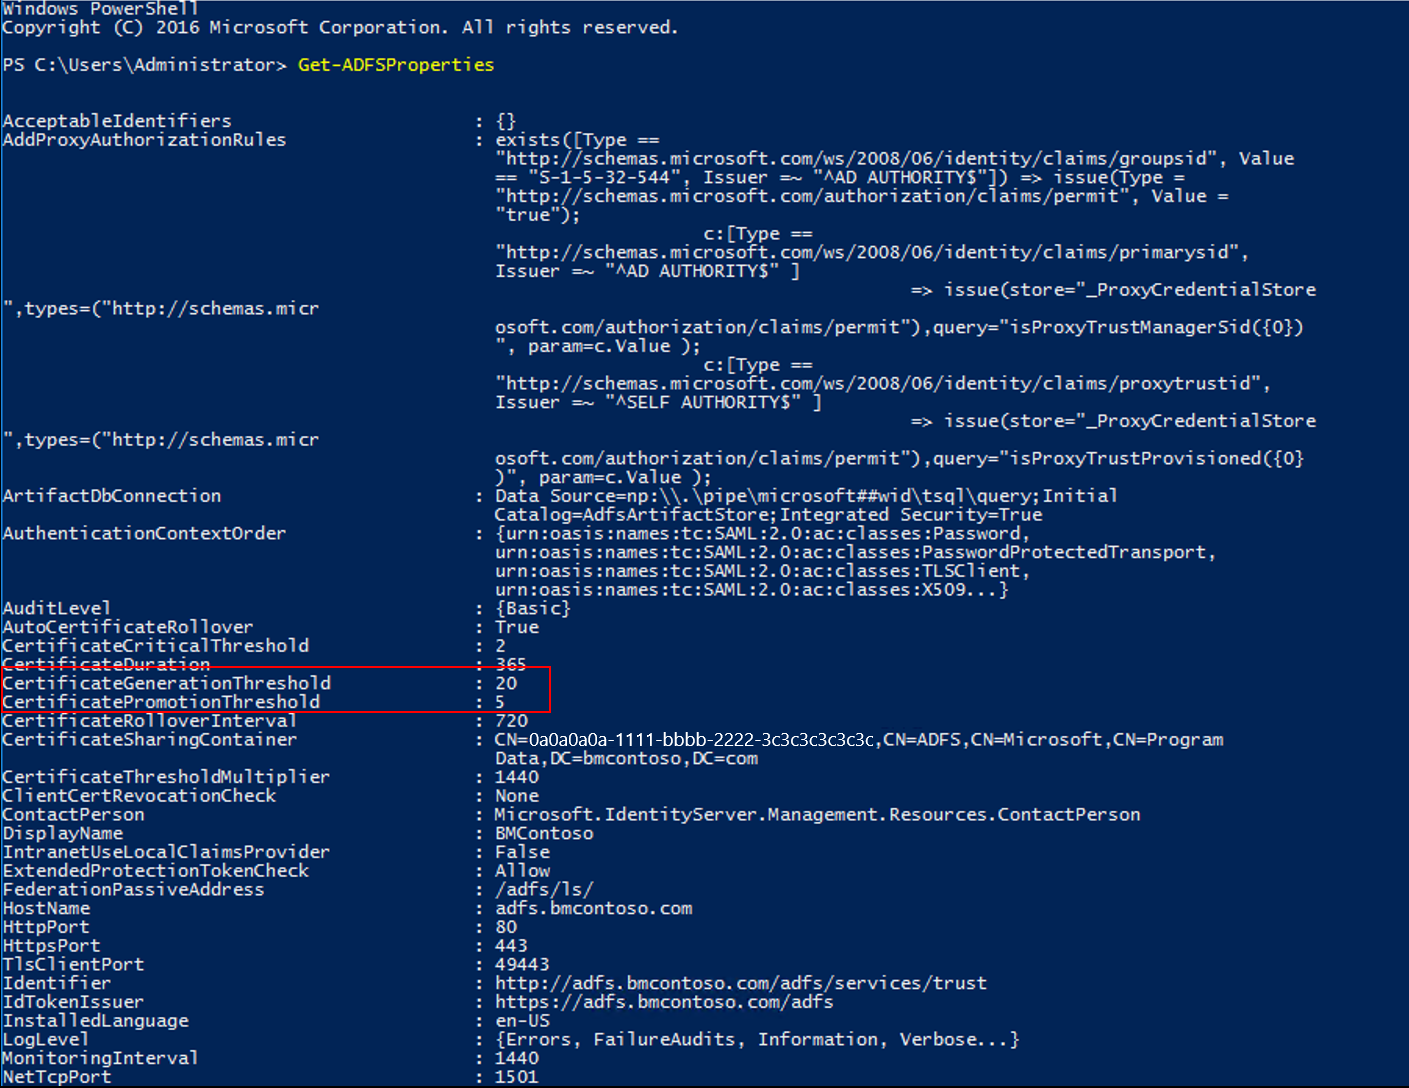 Windows PowerShell
Copyright (C) 2016 Microsoft Corporation. All rights reserved.
PS C:\Users\Administrator> Get-ADFSProperties
AcceptableIdentifiers : {}
AddProxyAuthorizationRules : exists([Type ==
"http://schemas.microsoft.com/ws/2008/06/identity/claims/groupsid", Value
== "S-1-5-32-544", Issuer =~ "^AD AUTHORITY$"]) => issue(Type =
"http://schemas.microsoft.com/authorization/claims/permit", Value =
"true");
c:[Type ==
"http://schemas.microsoft.com/ws/2008/06/identity/claims/primarysid",
Issuer =~ "^AD AUTHORITY$" ]
=> issue(store="_ProxyCredentialStore
",types=("http://schemas.micr
osoft.com/authorization/claims/permit"),query="isProxyTrustManagerSid({0})
", param=c.Value );
c:[Type ==
"http://schemas.microsoft.com/ws/2008/06/identity/claims/proxytrustid",
Issuer =~ "^SELF AUTHORITY$" ]
=> issue(store="_ProxyCredentialStore
",types=("http://schemas.micr
osoft.com/authorization/claims/permit"),query="isProxyTrustProvisioned({0}
)", param=c.Value );
ArtifactDbConnection : Data Source=np:\\.\pipe\microsoft##wid\tsql\query;Initial
Catalog=AdfsArtifactStore;Integrated Security=True
AuthenticationContextOrder : {urn:oasis:names:tc:SAML:2.0:ac:classes:Password,
urn:oasis:names:tc:SAML:2.0:ac:classes:PasswordProtectedTransport,
urn:oasis:names:tc:SAML:2.0:ac:classes:TLSClient,
urn:oasis:names:tc:SAML:2.0:ac:classes:X509...}
AuditLevel : {Basic}
AutoCertificateRollover : True
CertificateCriticalThreshold : 2
CertificateDuration : 365
CertificateGenerationThreshold : 20
CertificatePromotionThreshold : 5
CertificateRolloverInterval : 720
CertificateSharingContainer : CN=0a0a0a0a-1111-bbbb-2222-3c3c3c3c3c3c,CN=ADFS,CN=Microsoft,CN=Program
Data,DC=bmcontoso,DC=com
CertificateThresholdMultiplier : 1440
ClientCertRevocationCheck : None
ContactPerson : Microsoft.IdentityServer.Management.Resources.ContactPerson
DisplayName : BMContoso
IntranetUseLocalClaimsProvider : False
ExtendedProtectionTokenCheck : Allow
FederationPassiveAddress : /adfs/ls/
HostName : adfs.bmcontoso.com
HttpPort : 80
HttpsPort : 443
TlsClientPort : 49443
Identifier : http://adfs.bmcontoso.com/adfs/services/trust
IdTokenIssuer : https://adfs.bmcontoso.com/adfs
InstalledLanguage : en-US
LogLevel : {Errors, FailureAudits, Information, Verbose...}
MonitoringInterval : 1440
NetTcpPort : 1501